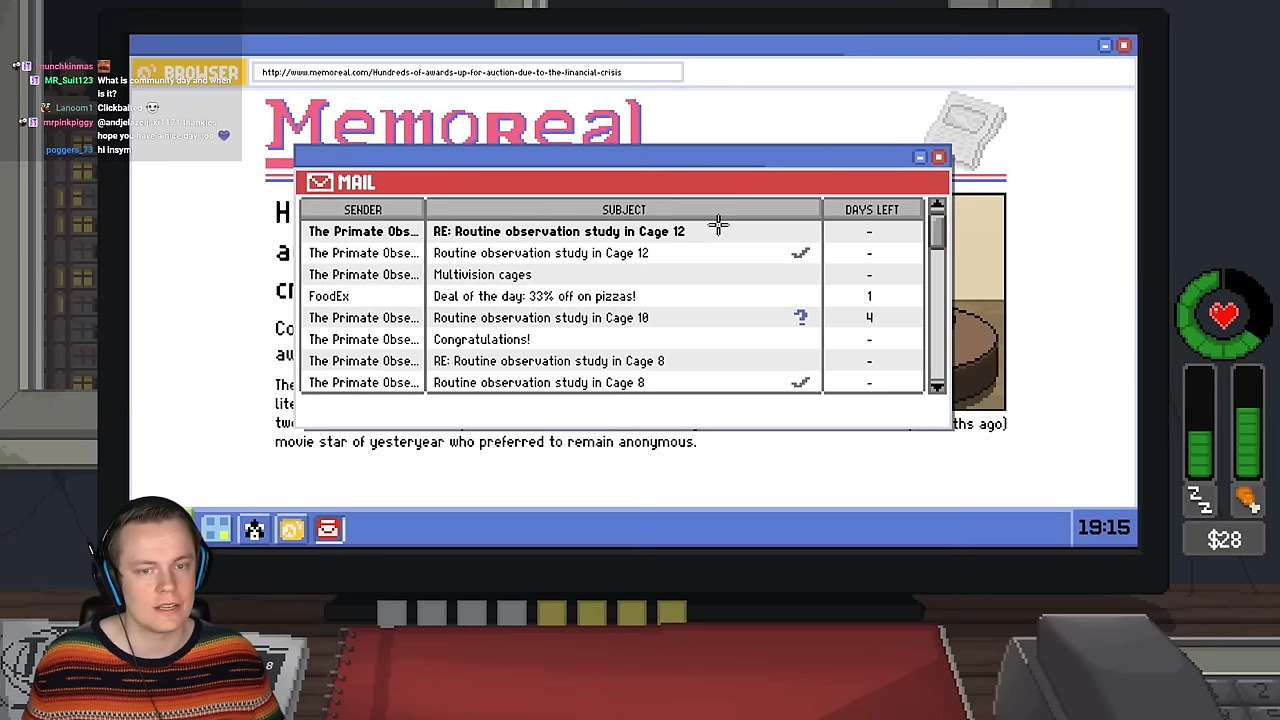 munchkinmas
MR_Suit123 What is community day and when
is it?
Lanoom1 Clickbaited
mrpinkpiggy
hope you have a nice day too
poggers_73 hi insym
BROWSER
http://www.memoreal.com/Hundreds-of-awards-up-for-auction-due-to-the-financial-crisis
Memoreal
MAIL
SENDER SUBJECT DAYS LEFT
The Primate Obs... RE: Routine observation study in Cage 12 -
The Primate Obse... Routine observation study in Cage 12 -
The Primate Obse... Multivision cages -
FoodEx Deal of the day: 33% off on pizzas! 1
The Primate Obse... Routine observation study in Cage 10 ? 4
The Primate Obse... Congratulations! -
The Primate Obse... RE: Routine observation study in Cage 8 -
The Primate Obse... Routine observation study in Cage 8 -
ths ago)
movie star of yesteryear who preferred to remain anonymous.
19:15
$28